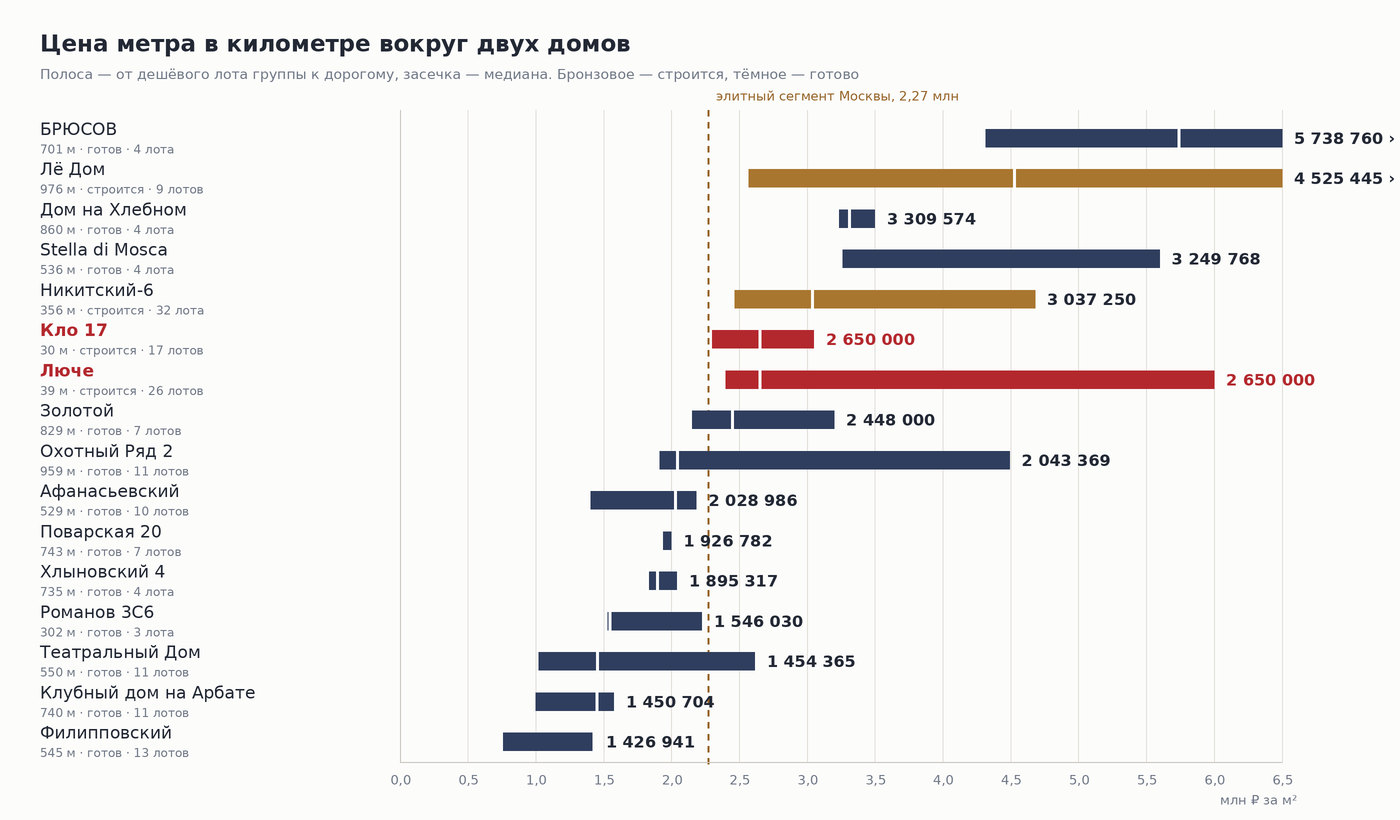 Цена метра в километре вокруг двух домов
Полоса — от дешёвого лота группы к дорогому, засечка — медиана. Бронзовое — строится, тёмное — готово
элитный сегмент Москвы, 2,27 млн
БРЮСОВ
701 м · готов · 4 лота
5 738 760 ›
Лё Дом
976 м · строится · 9 лотов
4 525 445 ›
Дом на Хлебном
860 м · готов · 4 лота
3 309 574
Stella di Mosca
536 м · готов · 4 лота
3 249 768
Никитский-6
356 м · строится · 32 лота
3 037 250
Кло 17
30 м · строится · 17 лотов
2 650 000
Люче
39 м · строится · 26 лотов
2 650 000
Золотой
829 м · готов · 7 лотов
2 448 000
Охотный Ряд 2
959 м · готов · 11 лотов
2 043 369
Афанасьевский
529 м · готов · 10 лотов
2 028 986
Поварская 20
743 м · готов · 7 лотов
1 926 782
Хлыновский 4
735 м · готов · 4 лота
1 895 317
Романов 3С6
302 м · готов · 3 лота
1 546 030
Театральный Дом
550 м · готов · 11 лотов
1 454 365
Клубный дом на Арбате
740 м · готов · 11 лотов
1 450 704
Филипповский
545 м · готов · 13 лотов
1 426 941
0,0 0,5 1,0 1,5 2,0 2,5 3,0 3,5 4,0 4,5 5,0 5,5 6,0 6,5
млн ₽ за м²